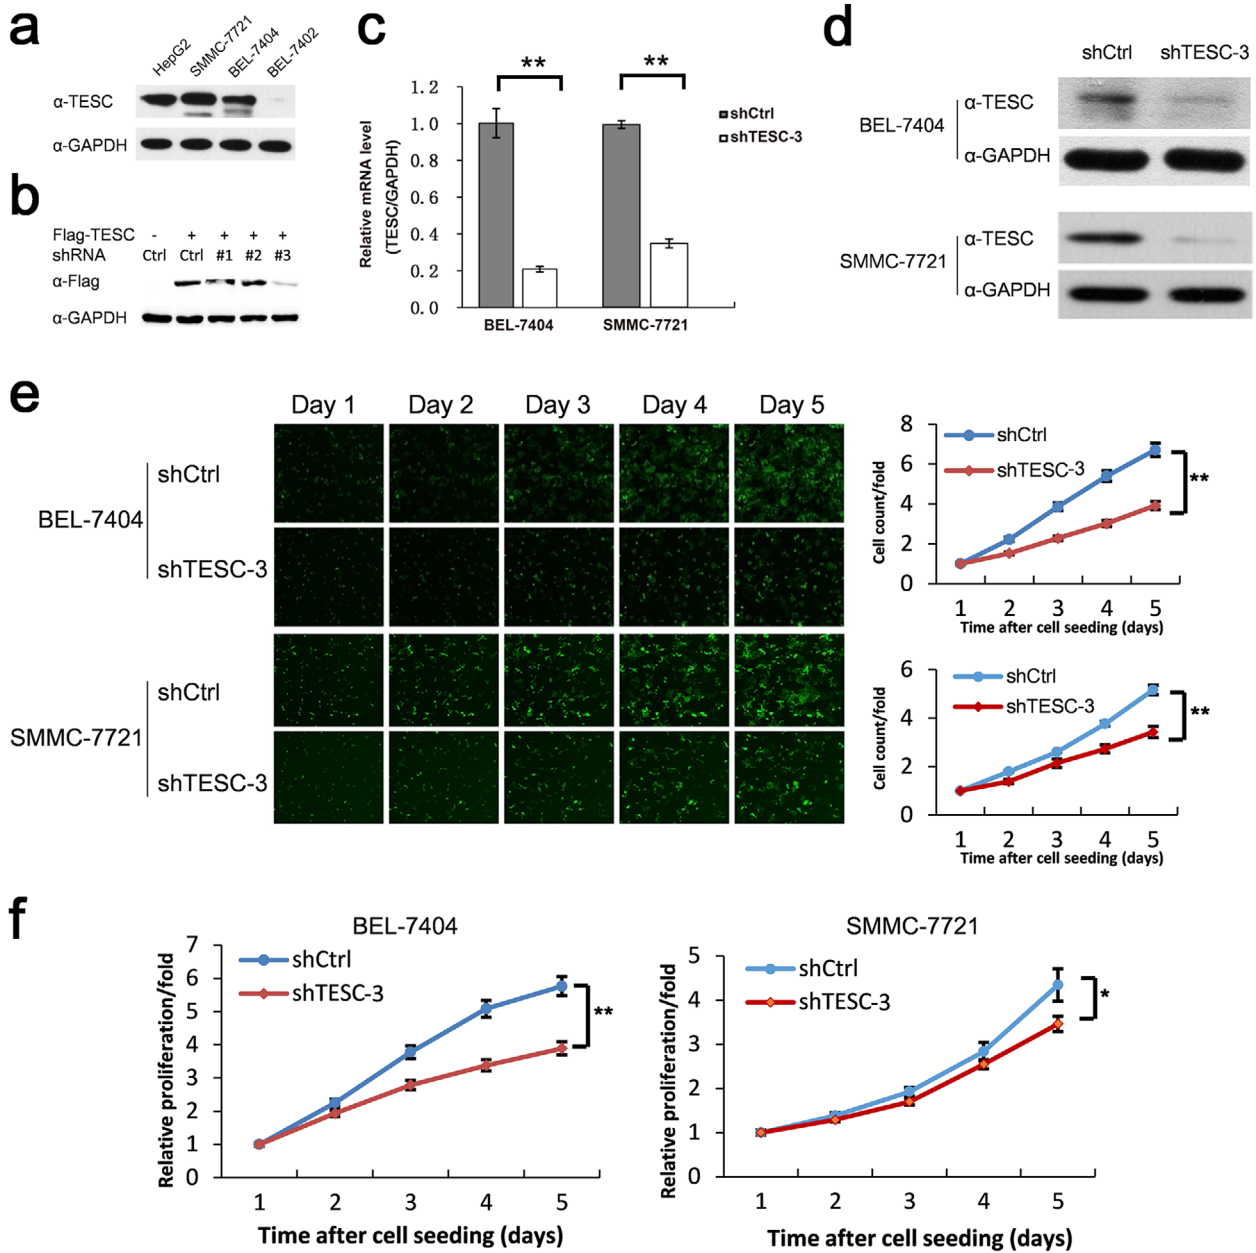 a
HepG2
SMMC-7721
BEL-7404
BEL-7402
α-TESC
α-GAPDH
b
Flag-TESC - + + + +
shRNA Ctrl Ctrl #1 #2 #3
α-Flag
α-GAPDH
c
Relative mRNA level
(TESC/GAPDH)
1.2
1.0
0.8
0.6
0.4
0.2
0.0
**
**
shCtrl
shTESC-3
BEL-7404 SMMC-7721
d
shCtrl shTESC-3
BEL-7404
α-TESC
α-GAPDH
SMMC-7721
α-TESC
α-GAPDH
e
Day 1 Day 2 Day 3 Day 4 Day 5
BEL-7404
shCtrl
shTESC-3
SMMC-7721
shCtrl
shTESC-3
Cell count/fold
8
6
4
2
0
shCtrl
shTESC-3
**
1 2 3 4 5
Time after cell seeding (days)
Cell count/fold
6
4
2
0
shCtrl
shTESC-3
**
1 2 3 4 5
Time after cell seeding (days)
f
BEL-7404
Relative proliferation/fold
7
6
5
4
3
2
1
0
shCtrl
shTESC-3
**
1 2 3 4 5
Time after cell seeding (days)
SMMC-7721
Relative proliferation/fold
5
4
3
2
1
0
shCtrl
shTESC-3
*
1 2 3 4 5
Time after cell seeding (days)